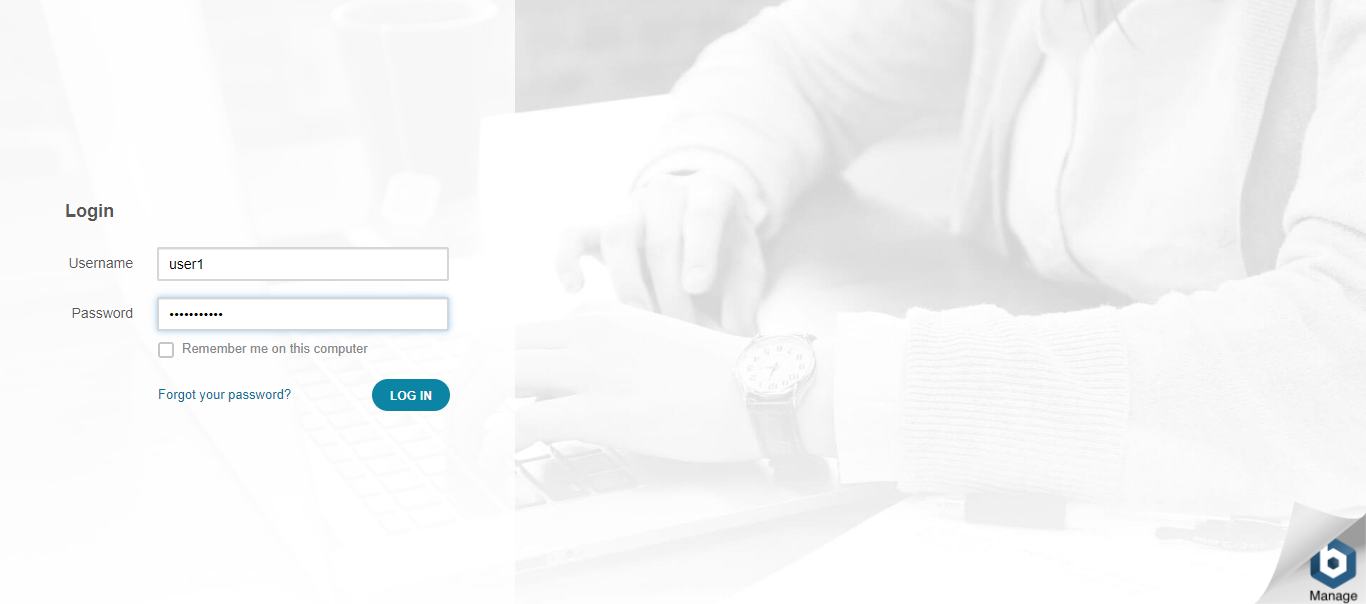 Login
Username
user1
Password
•••••••••••
Remember me on this computer
Forgot your password?
LOG IN
b
Manage